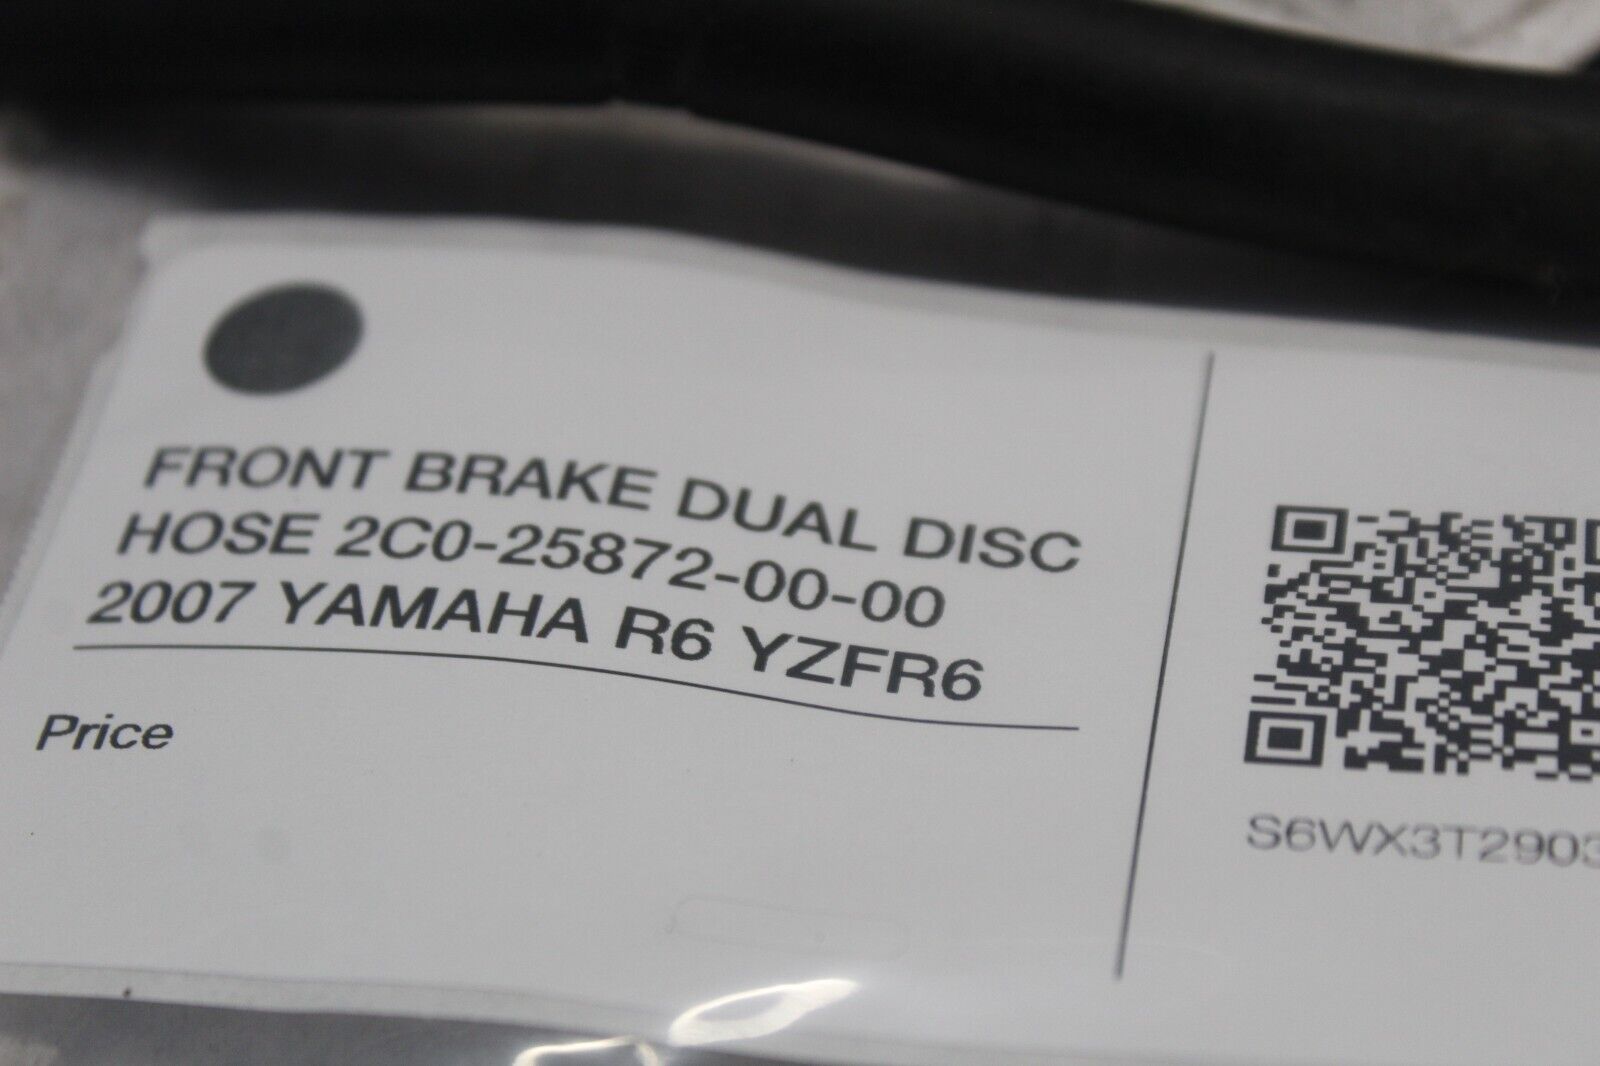 FRONT BRAKE DUAL DISC
HOSE 2C0-25872-00-00
2007 YAMAHA R6 YZFR6
Price
S6WX3T2903